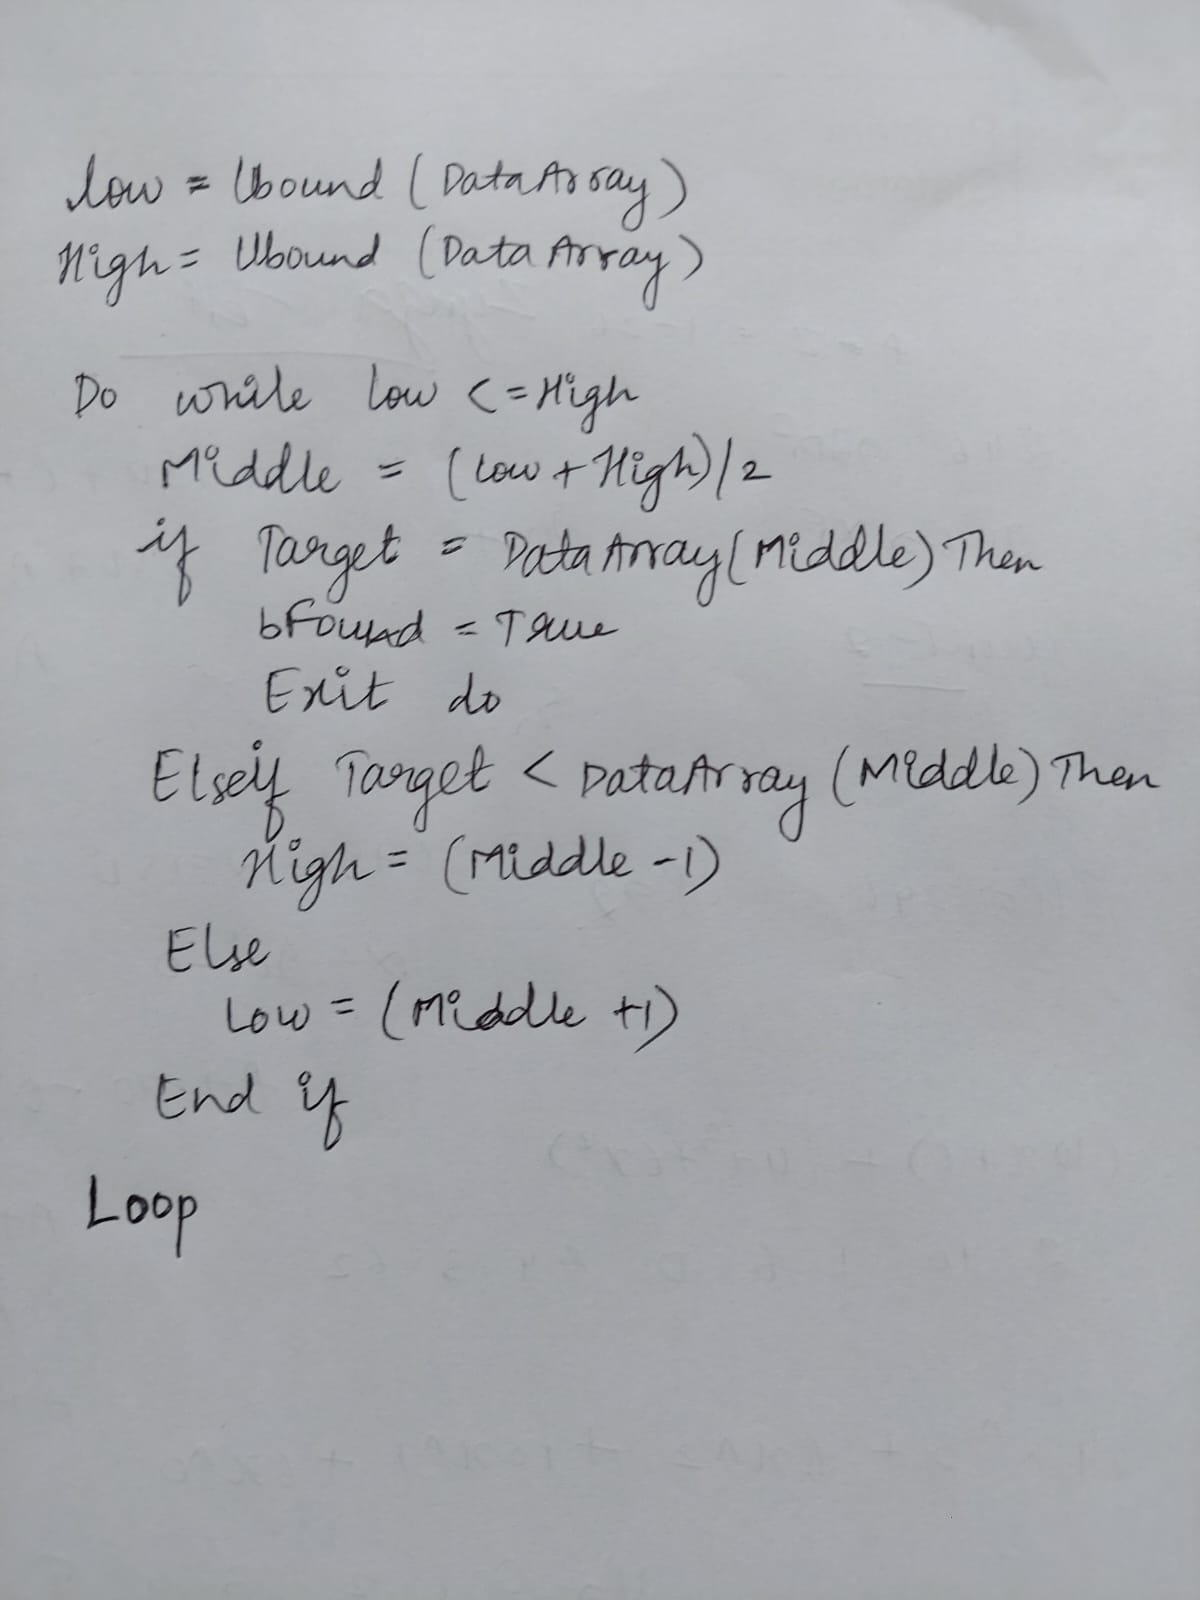 low = Ubound (DataArray)
High = Ubound (Data Array)
Do while low <= High
Middle = (low + High)/2
if Target = Data Array (Middle) Then
bFound = True
Exit do
Elseif Target < DataArray (Middle) Then
High = (Middle -1)
Else
Low = (Middle +1)
End if
Loop